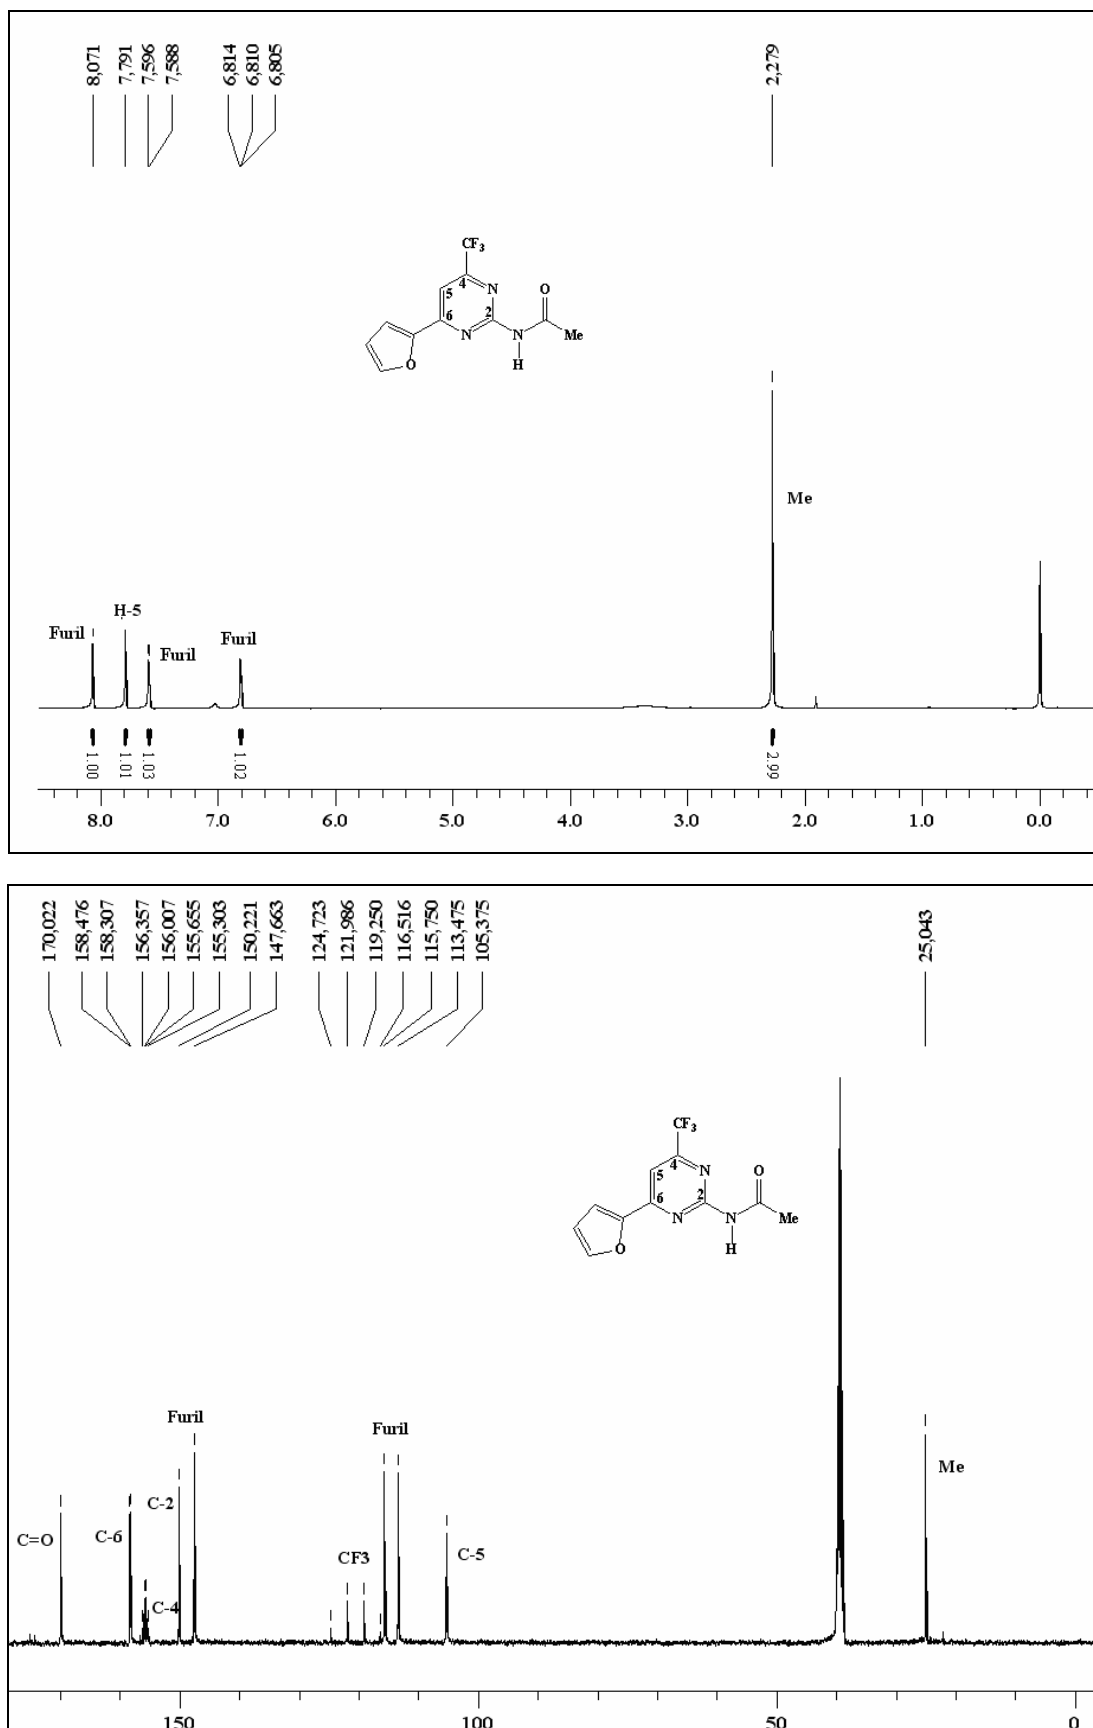 8,071
7,791
7,596
7,588
6,814
6,810
6,805
2,279
CF3
4
5
N
O
6
N
2
N
Me
O
H
Me
H-5
Furil
Furil
Furil
1.00
1.01
1.03
1.02
2.99
8.0 7.0 6.0 5.0 4.0 3.0 2.0 1.0 0.0
170,022
158,476
158,307
156,357
156,007
155,655
155,303
150,221
147,663
124,723
121,986
119,250
116,516
115,750
113,475
105,375
25,043
CF3
4
5
N
O
6
N
2
N
Me
O
H
Furil
Furil
Me
C-2
C=O
C-6
CF3
C-5
C-4
150 100 50 0